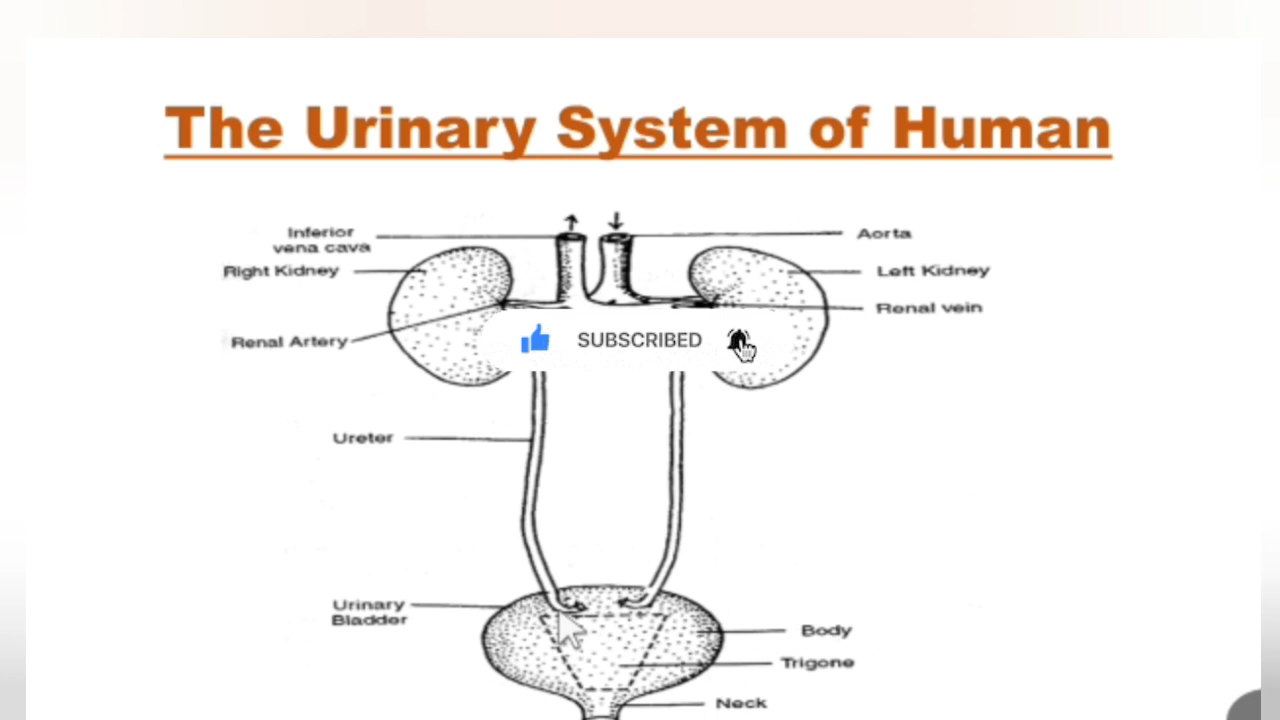 The Urinary System of Human
Inferior
vena cava
Aorta
Right Kidney
Left Kidney
Renal vein
Renal Artery
SUBSCRIBED
Ureter
Urinary
Bladder
Body
Trigone
Neck